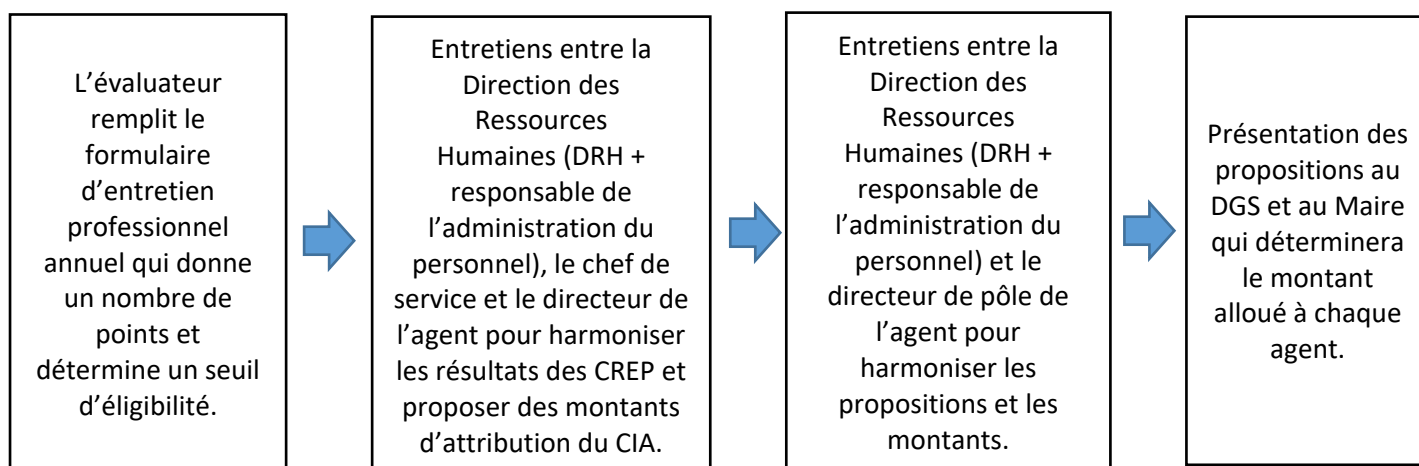 L’évaluateur
remplit le
formulaire
d’entretien
professionnel
annuel qui donne
un nombre de
points et
détermine un seuil
d’éligibilité.
Entretiens entre la
Direction des
Ressources
Humaines (DRH +
responsable de
l’administration du
personnel), le chef de
service et le directeur de
l’agent pour harmoniser
les résultats des CREP et
proposer des montants
d’attribution du CIA.
Entretiens entre la
Direction des
Ressources
Humaines (DRH +
responsable de
l’administration du
personnel) et le
directeur de pôle de
l’agent pour
harmoniser les
propositions et les
montants.
Présentation des
propositions au
DGS et au Maire
qui déterminera
le montant
alloué à chaque
agent.